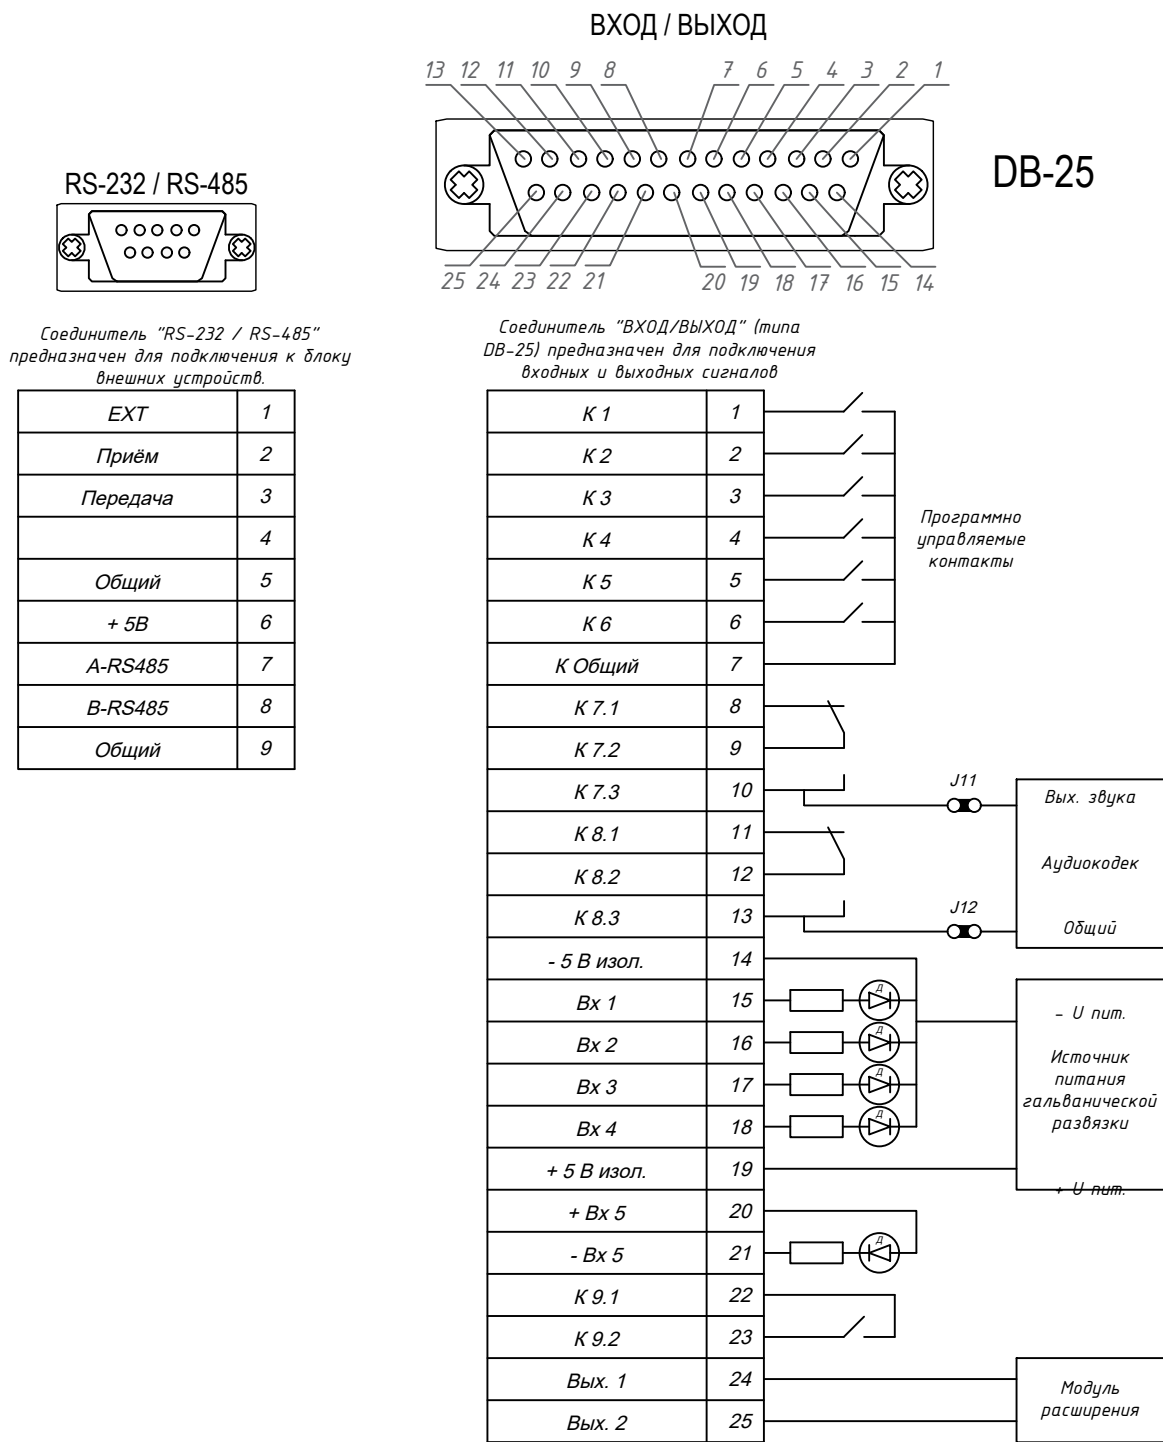 ВХОД / ВЫХОД
13 12 11 10 9 8 7 6 5 4 3 2 1
DB-25
25 24 23 22 21 20 19 18 17 16 15 14
RS-232 / RS-485
Соединитель "RS-232 / RS-485"
предназначен для подключения к блоку
внешних устройств.
EXT 1
Приём 2
Передача 3
4
Общий 5
+ 5В 6
A-RS485 7
B-RS485 8
Общий 9
Соединитель "ВХОД/ВЫХОД" (типа
DB-25) предназначен для подключения
входных и выходных сигналов
К 1 1
К 2 2
К 3 3
К 4 4
К 5 5
К 6 6
К Общий 7
К 7.1 8
К 7.2 9
К 7.3 10
К 8.1 11
К 8.2 12
К 8.3 13
- 5 В изол. 14
Вх 1 15
Вх 2 16
Вх 3 17
Вх 4 18
+ 5 В изол. 19
+ Вх 5 20
- Вх 5 21
К 9.1 22
К 9.2 23
Вых. 1 24
Вых. 2 25
Программно
управляемые
контакты
J11
Вых. звука
Аудиокодек
J12
Общий
Д
Д
Д
Д
- U пит.
Источник
питания
гальванической
развязки
+ U пит.
Д
Модуль
расширения